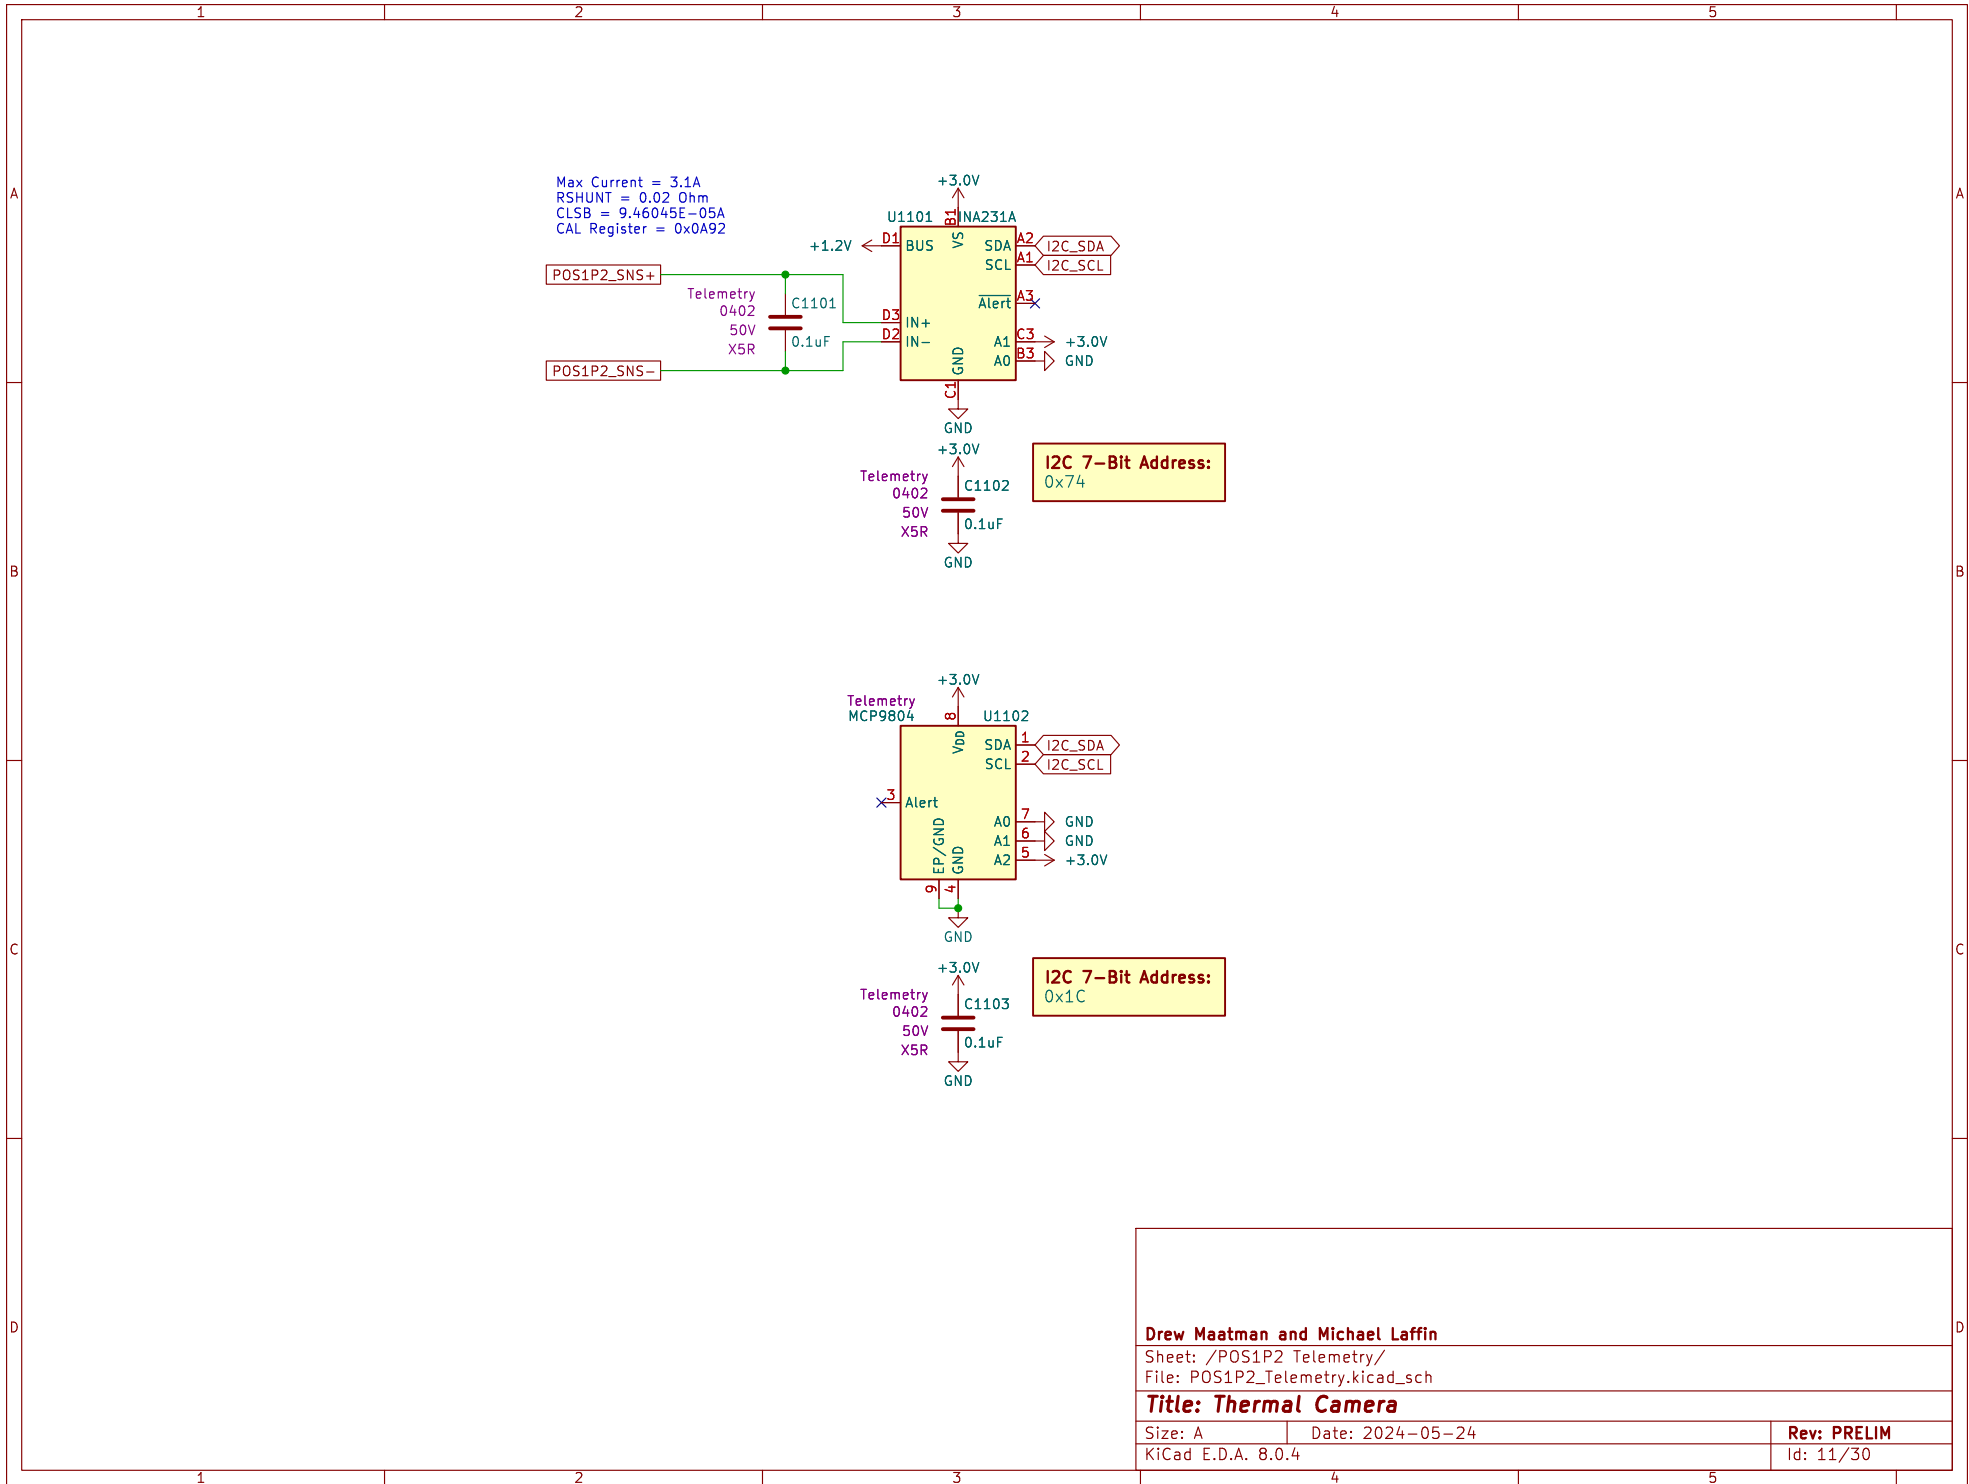 1 2 3 4 5
A A
B B
C C
D D
Max Current = 3.1A
RSHUNT = 0.02 Ohm
CLSB = 9.46045E-05A
CAL Register = 0x0A92
+3.0V
U1101 INA231A
B1
VS
+1.2V
D1 BUS
SDA A2 I2C_SDA
SCL A1 I2C_SCL
POS1P2_SNS+
Telemetry
0402
50V
X5R
C1101
0.1uF
Alert A3
D3 IN+
D2 IN-
A1 C3 +3.0V
A0 B3 GND
POS1P2_SNS-
GND
C1
GND
+3.0V
Telemetry
0402
50V
X5R
C1102
0.1uF
GND
I2C 7-Bit Address:
0x74
+3.0V
Telemetry
MCP9804
U1102
8
VDD
SDA 1 I2C_SDA
SCL 2 I2C_SCL
3 Alert
A0 7 GND
A1 6 GND
A2 5 +3.0V
EP/GND
GND
9 4
GND
+3.0V
Telemetry
0402
50V
X5R
C1103
0.1uF
GND
I2C 7-Bit Address:
0x1C
Drew Maatman and Michael Laffin
Sheet: /POS1P2 Telemetry/
File: POS1P2_Telemetry.kicad_sch
Title: Thermal Camera
Size: A Date: 2024-05-24 Rev: PRELIM
KiCad E.D.A. 8.0.4 Id: 11/30
1 2 3 4 5